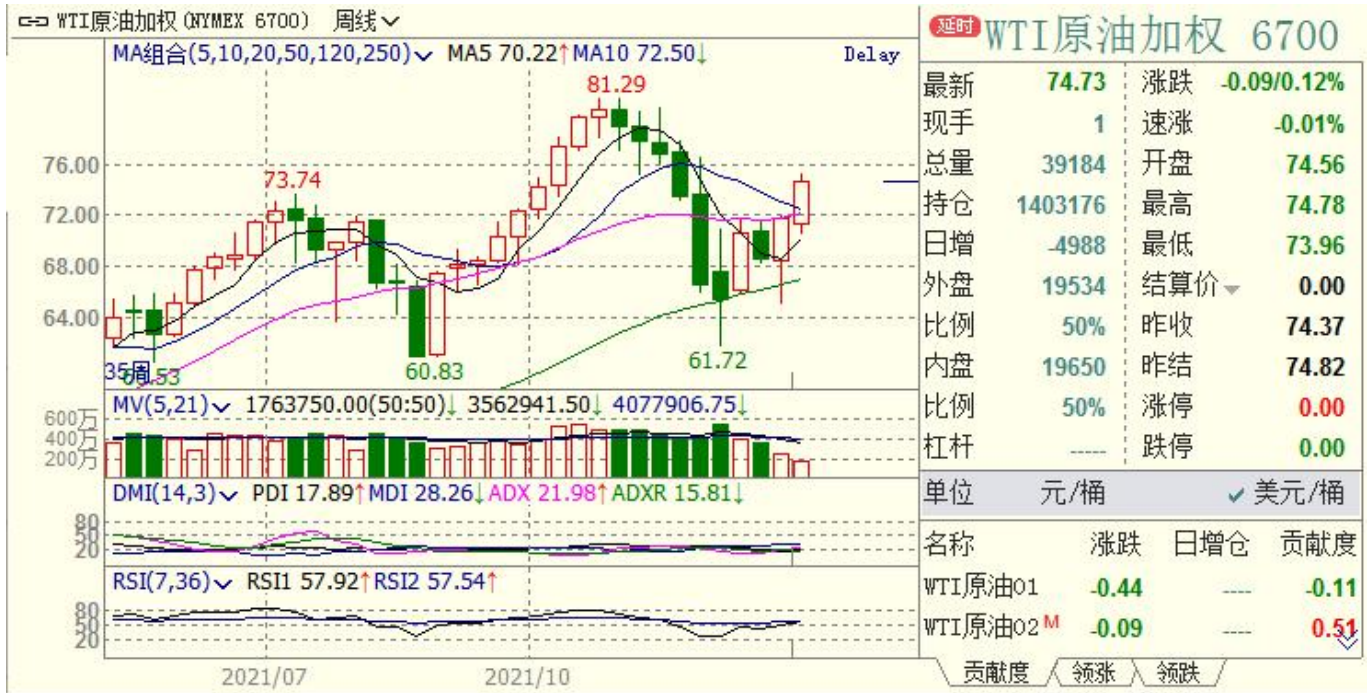 WTI原油加权(NYMEX 6700) 周线
MA组合(5,10,20,50,120,250) MA5 70.22↑ MA10 72.50↓ Delay
81.29
76.00
73.74
72.00
68.00
64.00
35周
60.83
61.72
MV(5,21) 1763750.00(50:50)↓ 3562941.50↓ 4077906.75↓
600万
400万
200万
DMI(14,3) PDI 17.89↑ MDI 28.26↓ ADX 21.98↑ ADXR 15.81↓
80
50
20
RSI(7,36) RSI1 57.92↑ RSI2 57.54↑
80
50
20
2021/07 2021/10
延时 WTI原油加权 6700
最新 74.73 涨跌 -0.09/0.12%
现手 1 速涨 -0.01%
总量 39184 开盘 74.56
持仓 1403176 最高 74.78
日增 -4988 最低 73.96
外盘 19534 结算价 0.00
比例 50% 昨收 74.37
内盘 19650 昨结 74.82
比例 50% 涨停 0.00
杠杆 ----- 跌停 0.00
单位 元/桶 ✓ 美元/桶
名称 涨跌 日增仓 贡献度
WTI原油01 -0.44 ---- -0.11
WTI原油02 M -0.09 ---- 0.51
贡献度 领涨 领跌